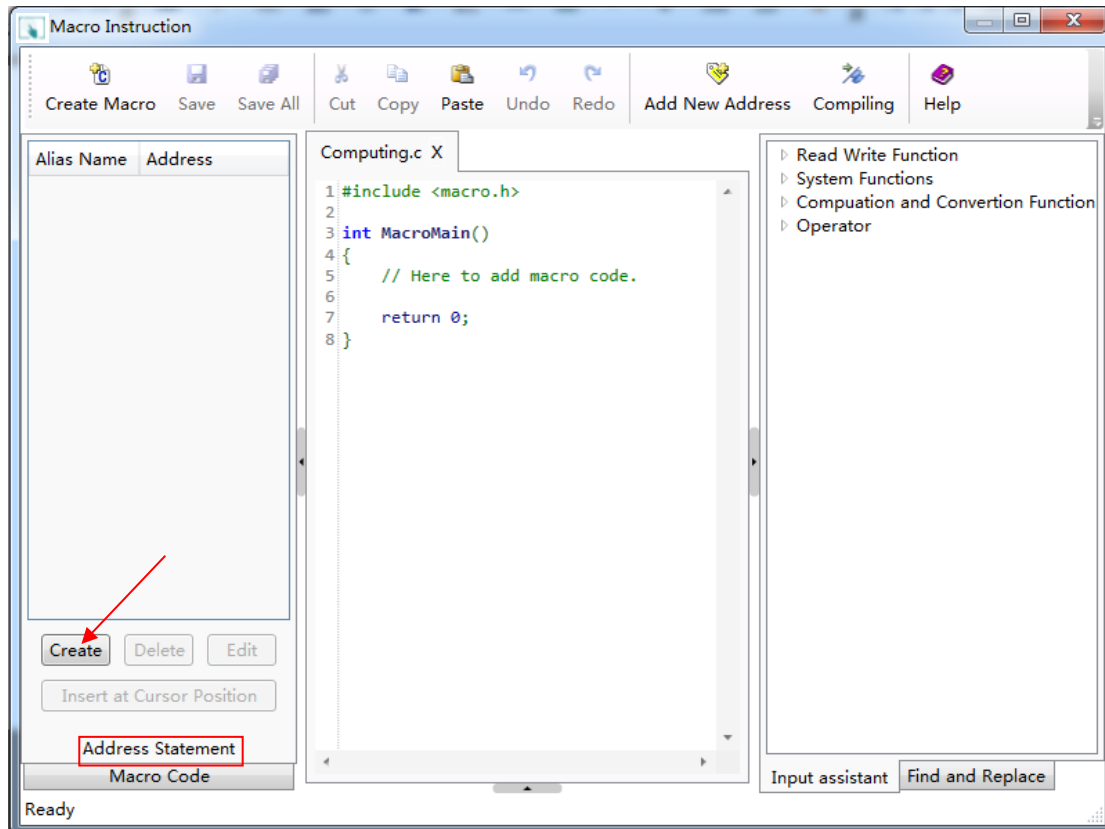 Macro Instruction
Create Macro Save Save All Cut Copy Paste Undo Redo Add New Address Compiling Help
Alias Name Address
Create Delete Edit
Insert at Cursor Position
Address Statement
Macro Code
Computing.c X
1 #include <macro.h>
2
3 int MacroMain()
4 {
5 // Here to add macro code.
6
7 return 0;
8 }
Read Write Function
System Functions
Compuation and Convertion Function
Operator
Input assistant Find and Replace
Ready